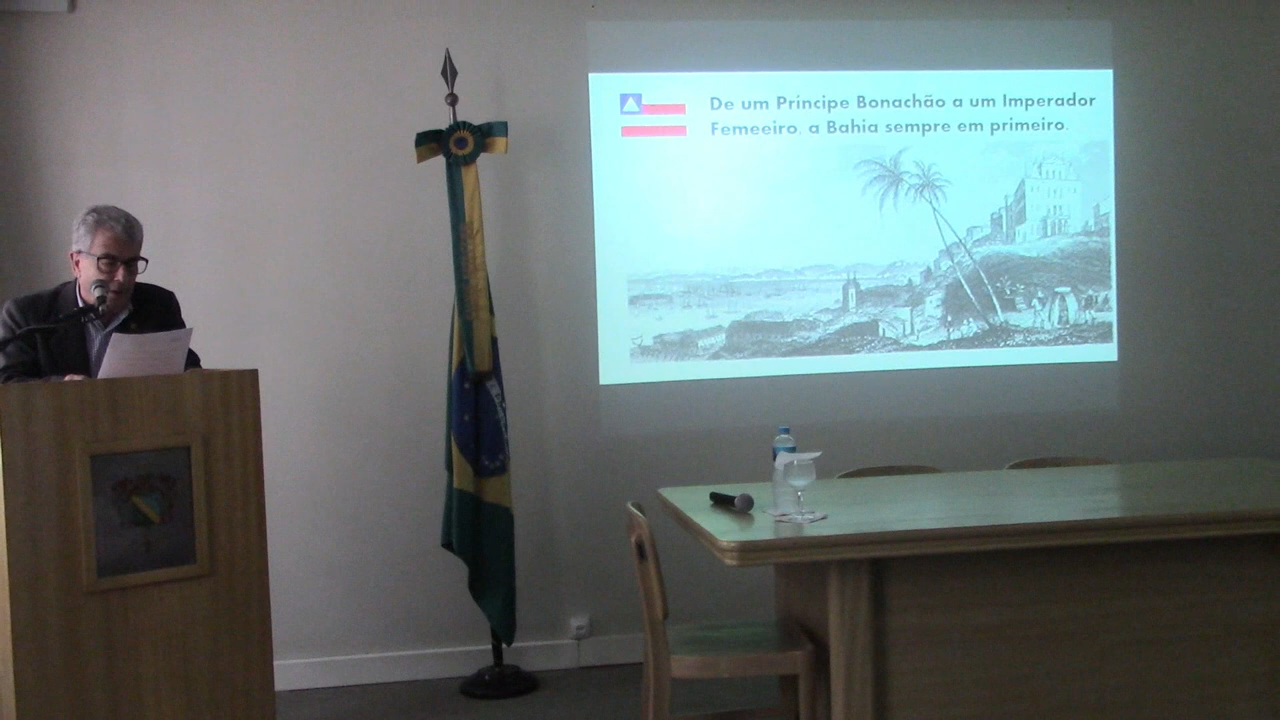 De um Príncipe Bonachão a um Imperador
Femeeiro, a Bahia sempre em primeiro.